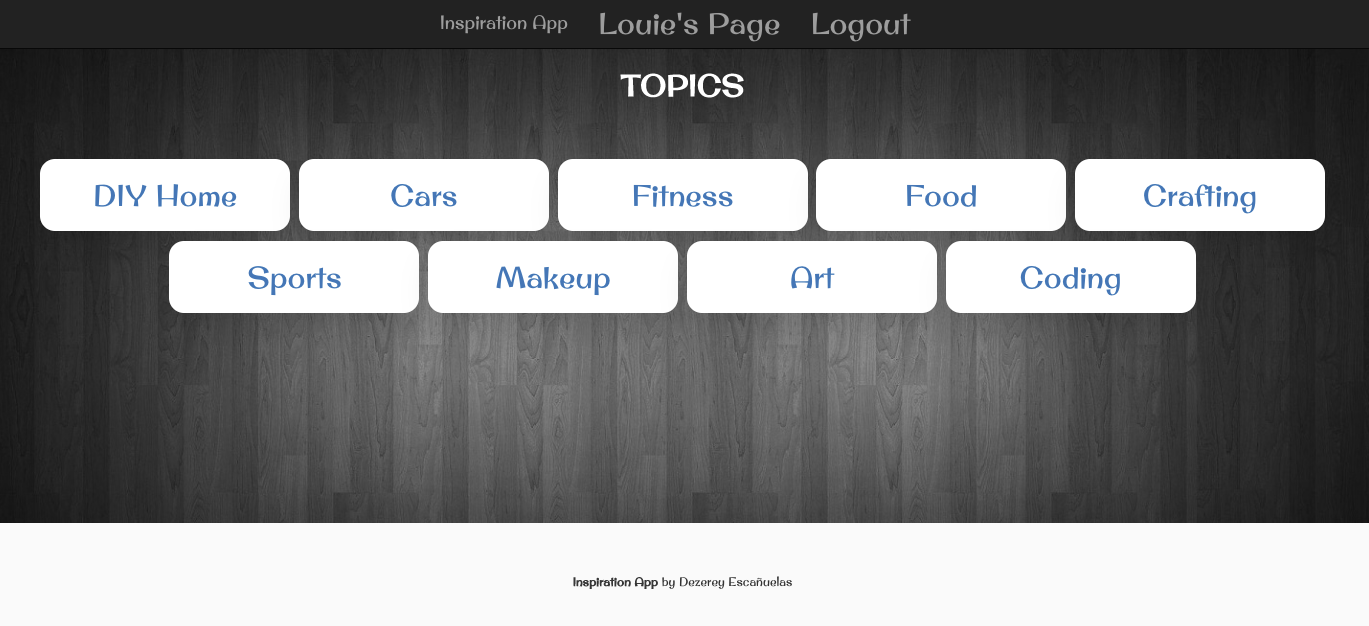 Inspiration App Louie's Page Logout
TOPICS
DIY Home Cars Fitness Food Crafting
Sports Makeup Art Coding
Inspiration App by Dezerey Escañuelas